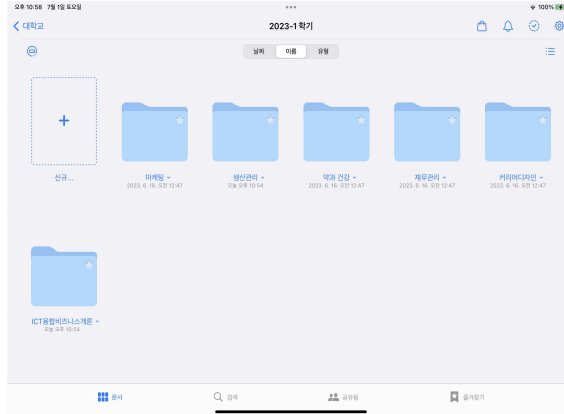 오후 10:58 7월 1일 토요일
100%
대학교
2023-1 학기
날짜 이름 유형
신규...
마케팅
2023. 6. 16. 오전 12:47
생산관리
오늘 오후 10:54
약과 건강
2023. 6. 16. 오전 12:47
재무관리
2023. 6. 16. 오전 12:47
커리어디자인
2023. 6. 16. 오전 12:47
ICT융합비즈니스개론
오늘 오후 10:54
문서 검색 공유됨 즐겨찾기